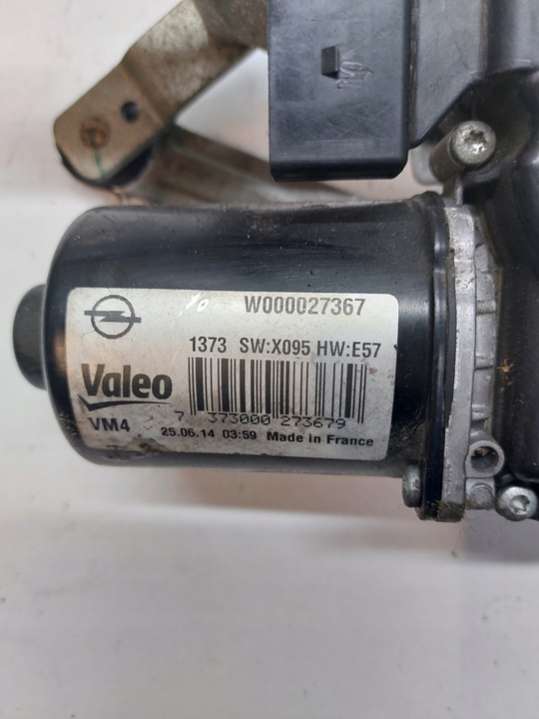 W000027367
1373 SW:X095 HW:E57
Valeo
7 373000 273679
VM4
25.06.14 03:59 Made in France